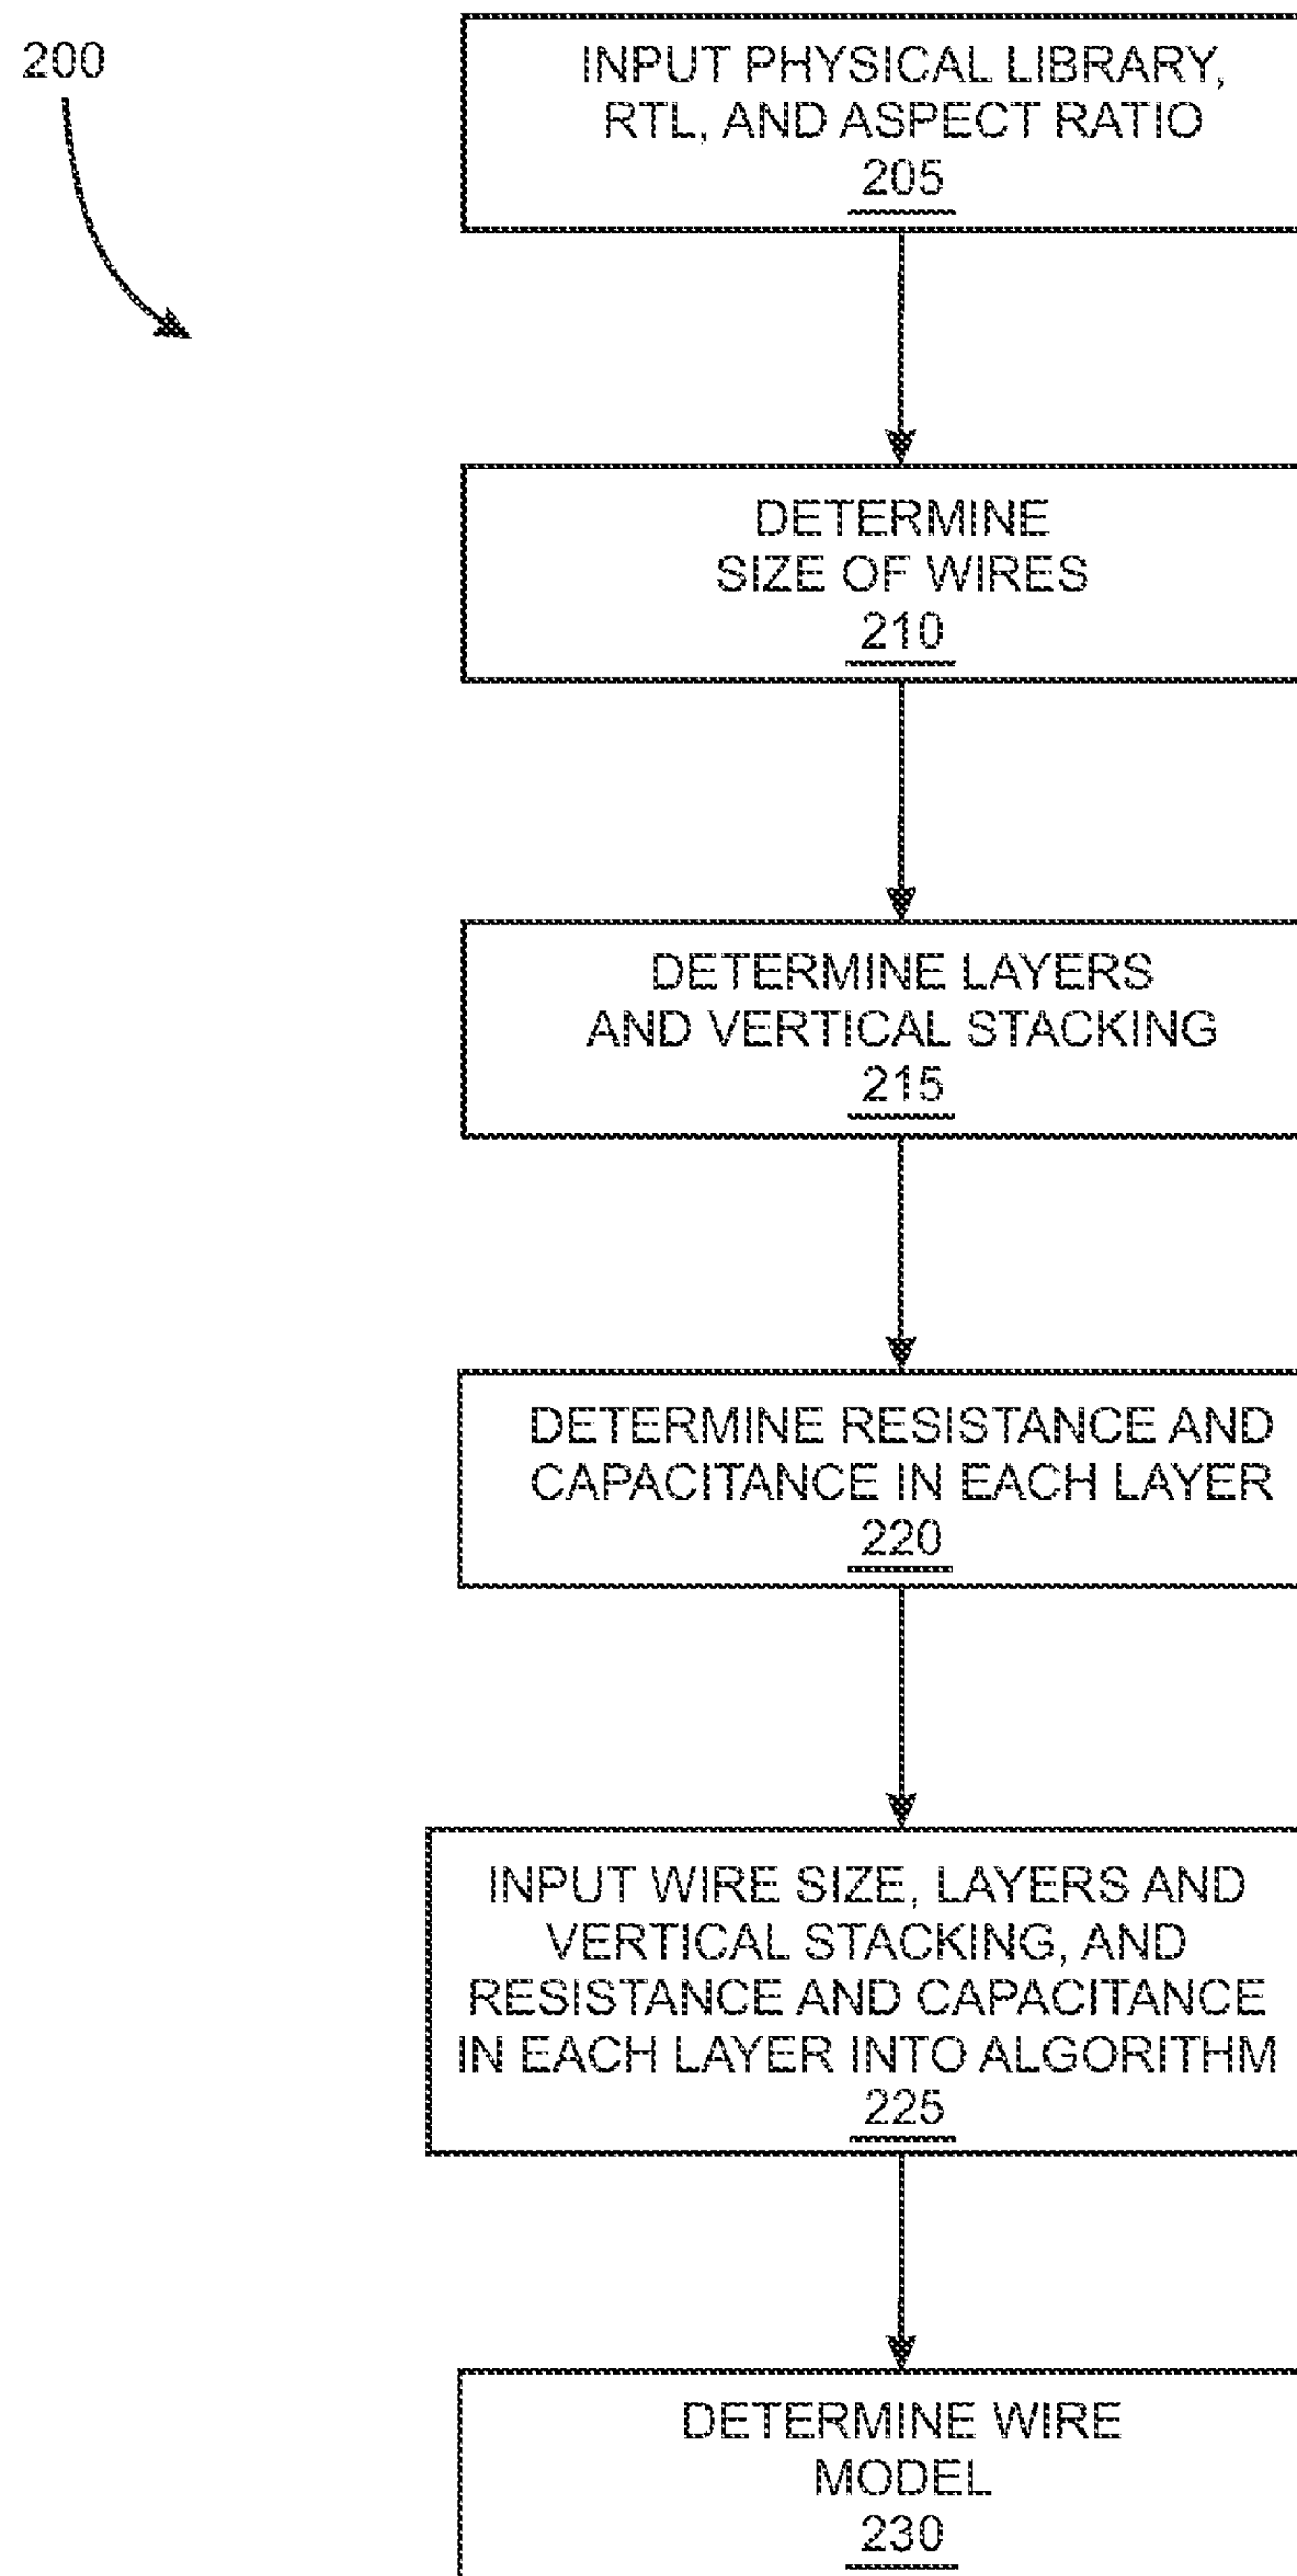 200
INPUT PHYSICAL LIBRARY,
RTL, AND ASPECT RATIO
205
DETERMINE
SIZE OF WIRES
210
DETERMINE LAYERS
AND VERTICAL STACKING
215
DETERMINE RESISTANCE AND
CAPACITANCE IN EACH LAYER
220
INPUT WIRE SIZE, LAYERS AND
VERTICAL STACKING, AND
RESISTANCE AND CAPACITANCE
IN EACH LAYER INTO ALGORITHM
225
DETERMINE WIRE
MODEL
230